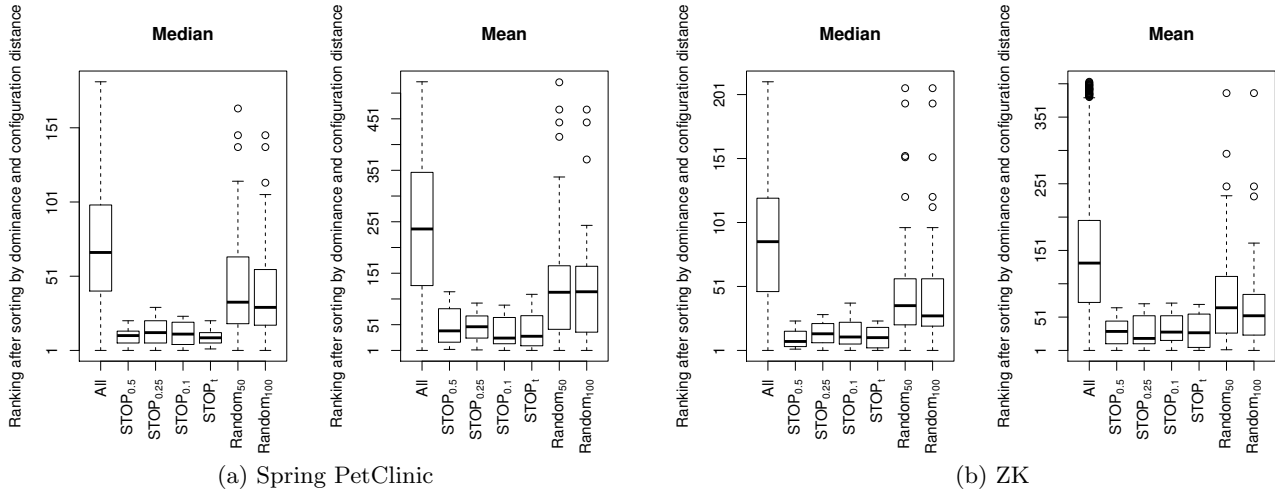 Median
Ranking after sorting by dominance and configuration distance
151
101
51
1
All
STOP0.5
STOP0.25
STOP0.1
STOPt
Random50
Random100
Mean
Ranking after sorting by dominance and configuration distance
451
351
251
151
51
1
All
STOP0.5
STOP0.25
STOP0.1
STOPt
Random50
Random100
(a) Spring PetClinic
Median
Ranking after sorting by dominance and configuration distance
201
151
101
51
1
All
STOP0.5
STOP0.25
STOP0.1
STOPt
Random50
Random100
Mean
Ranking after sorting by dominance and configuration distance
351
251
151
51
1
All
STOP0.5
STOP0.25
STOP0.1
STOPt
Random50
Random100
(b) ZK